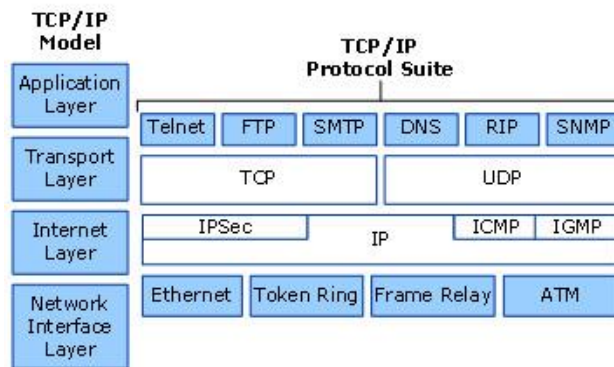 TCP/IP
Model
TCP/IP
Protocol Suite
Application
Layer
Telnet FTP SMTP DNS RIP SNMP
Transport
Layer
TCP UDP
Internet
Layer
IPSec IP ICMP IGMP
Network
Interface
Layer
Ethernet Token Ring Frame Relay ATM